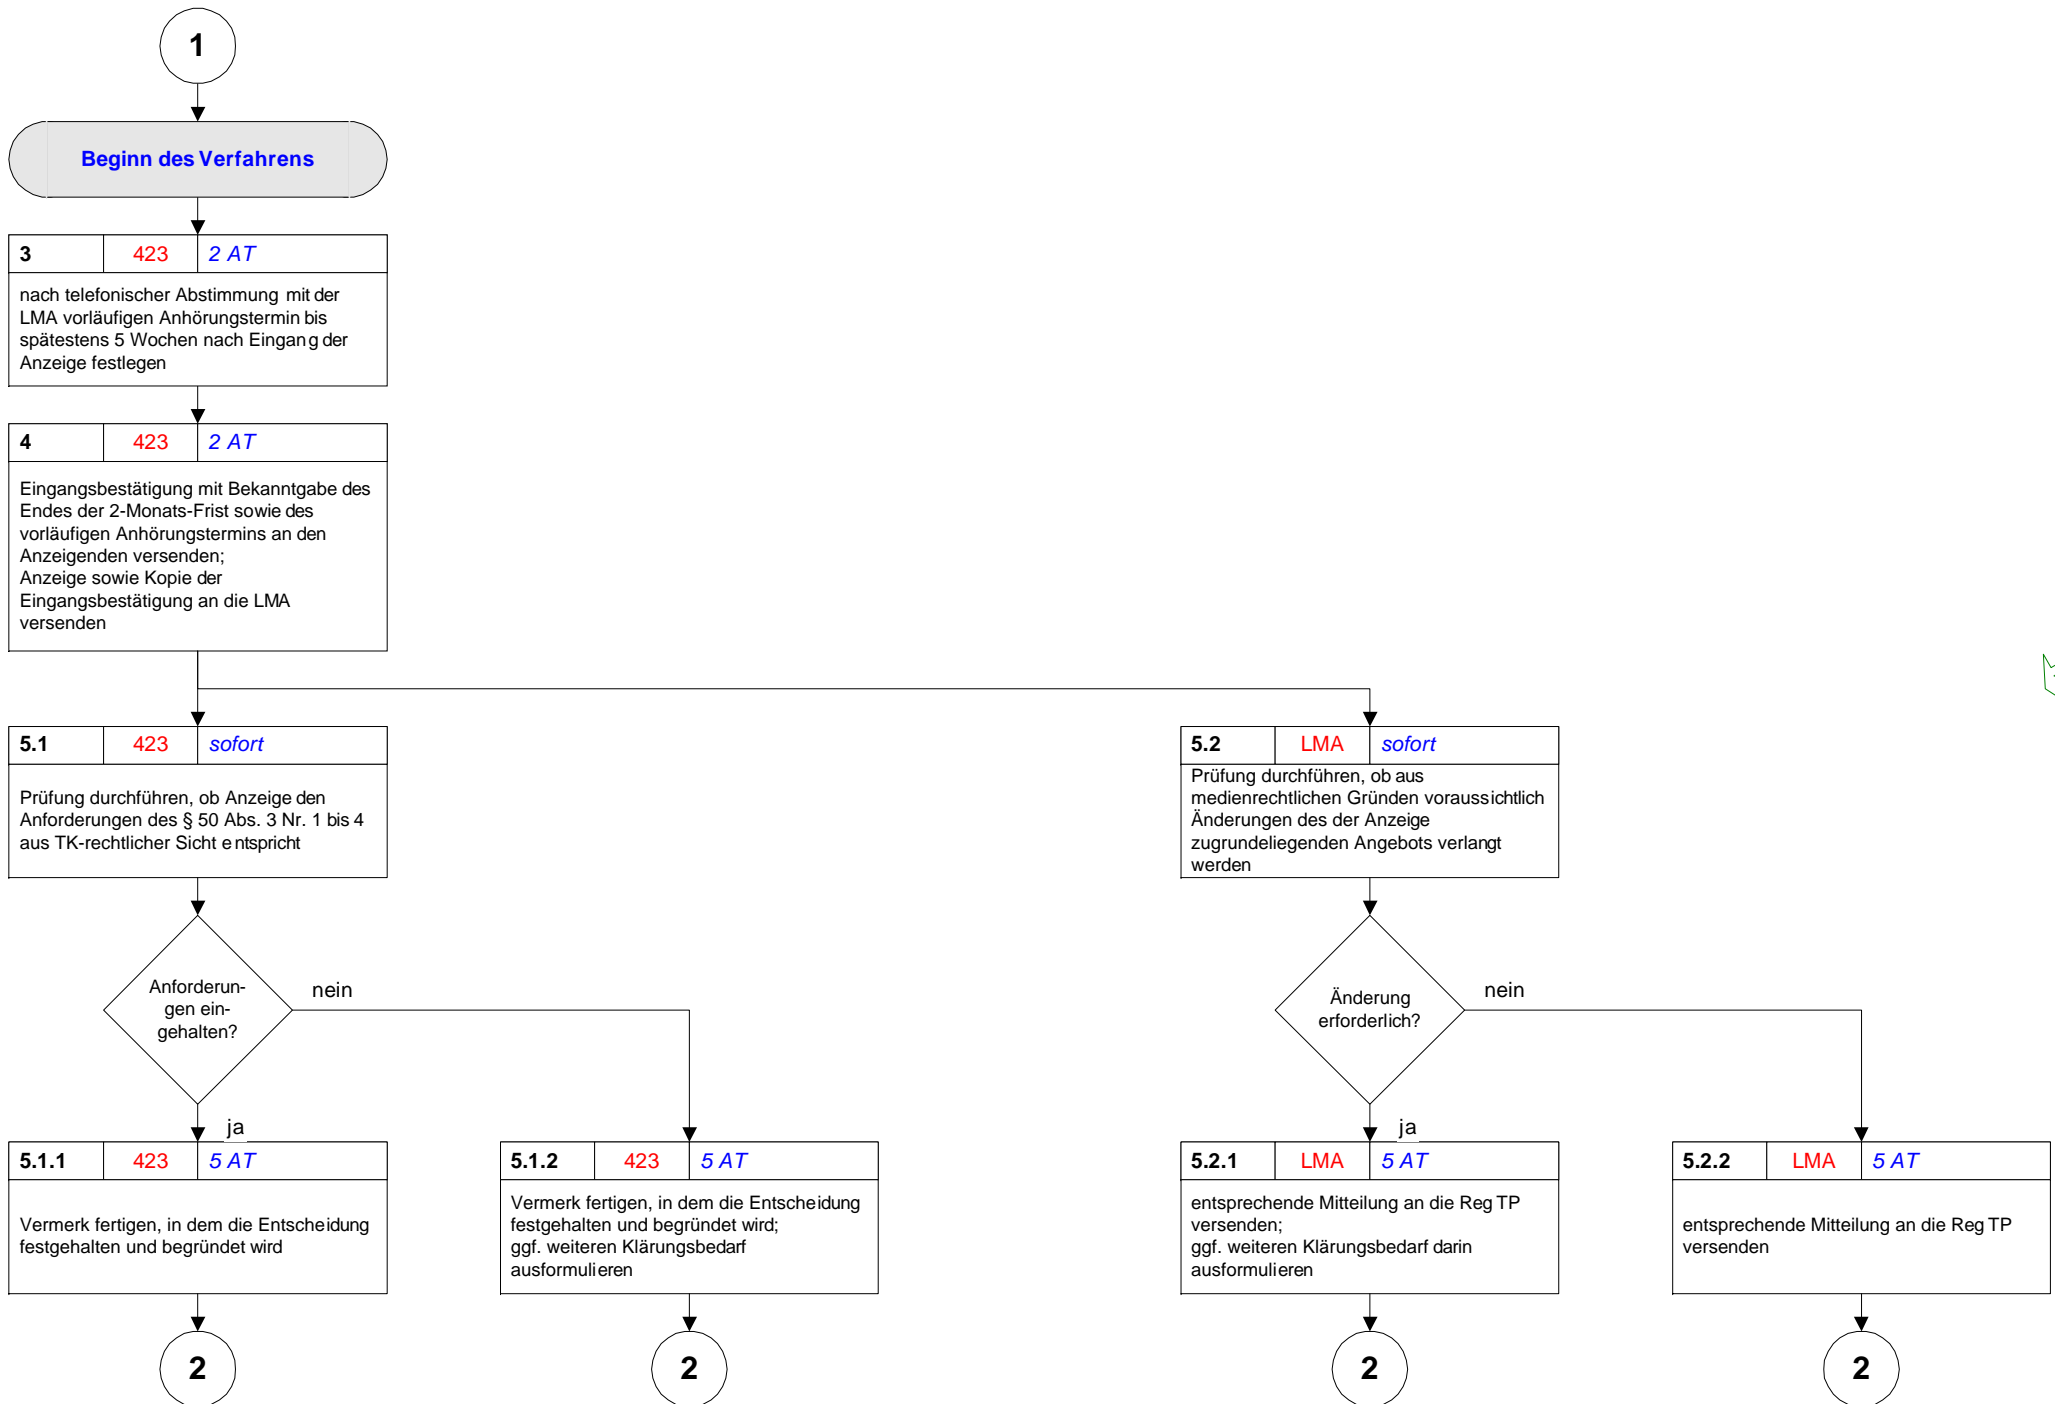 1
Beginn des Verfahrens
3 423 2 AT
nach telefonischer Abstimmung mit der
LMA vorläufigen Anhörungstermin bis
spätestens 5 Wochen nach Eingang der
Anzeige festlegen
4 423 2 AT
Eingangsbestätigung mit Bekanntgabe des
Endes der 2-Monats-Frist sowie des
vorläufigen Anhörungstermins an den
Anzeigenden versenden;
Anzeige sowie Kopie der
Eingangsbestätigung an die LMA
versenden
5.1 423 sofort
Prüfung durchführen, ob Anzeige den
Anforderungen des § 50 Abs. 3 Nr. 1 bis 4
aus TK-rechtlicher Sicht entspricht
5.2 LMA sofort
Prüfung durchführen, ob aus
medienrechtlichen Gründen voraussichtlich
Änderungen des der Anzeige
zugrundeliegenden Angebots verlangt
werden
Anforderun-
gen ein-
gehalten?
nein
ja
Änderung
erforderlich?
nein
ja
5.1.1 423 5 AT
Vermerk fertigen, in dem die Entscheidung
festgehalten und begründet wird
5.1.2 423 5 AT
Vermerk fertigen, in dem die Entscheidung
festgehalten und begründet wird;
ggf. weiteren Klärungsbedarf
ausformulieren
5.2.1 LMA 5 AT
entsprechende Mitteilung an die Reg TP
versenden;
ggf. weiteren Klärungsbedarf darin
ausformulieren
5.2.2 LMA 5 AT
entsprechende Mitteilung an die Reg TP
versenden
2
2
2
2